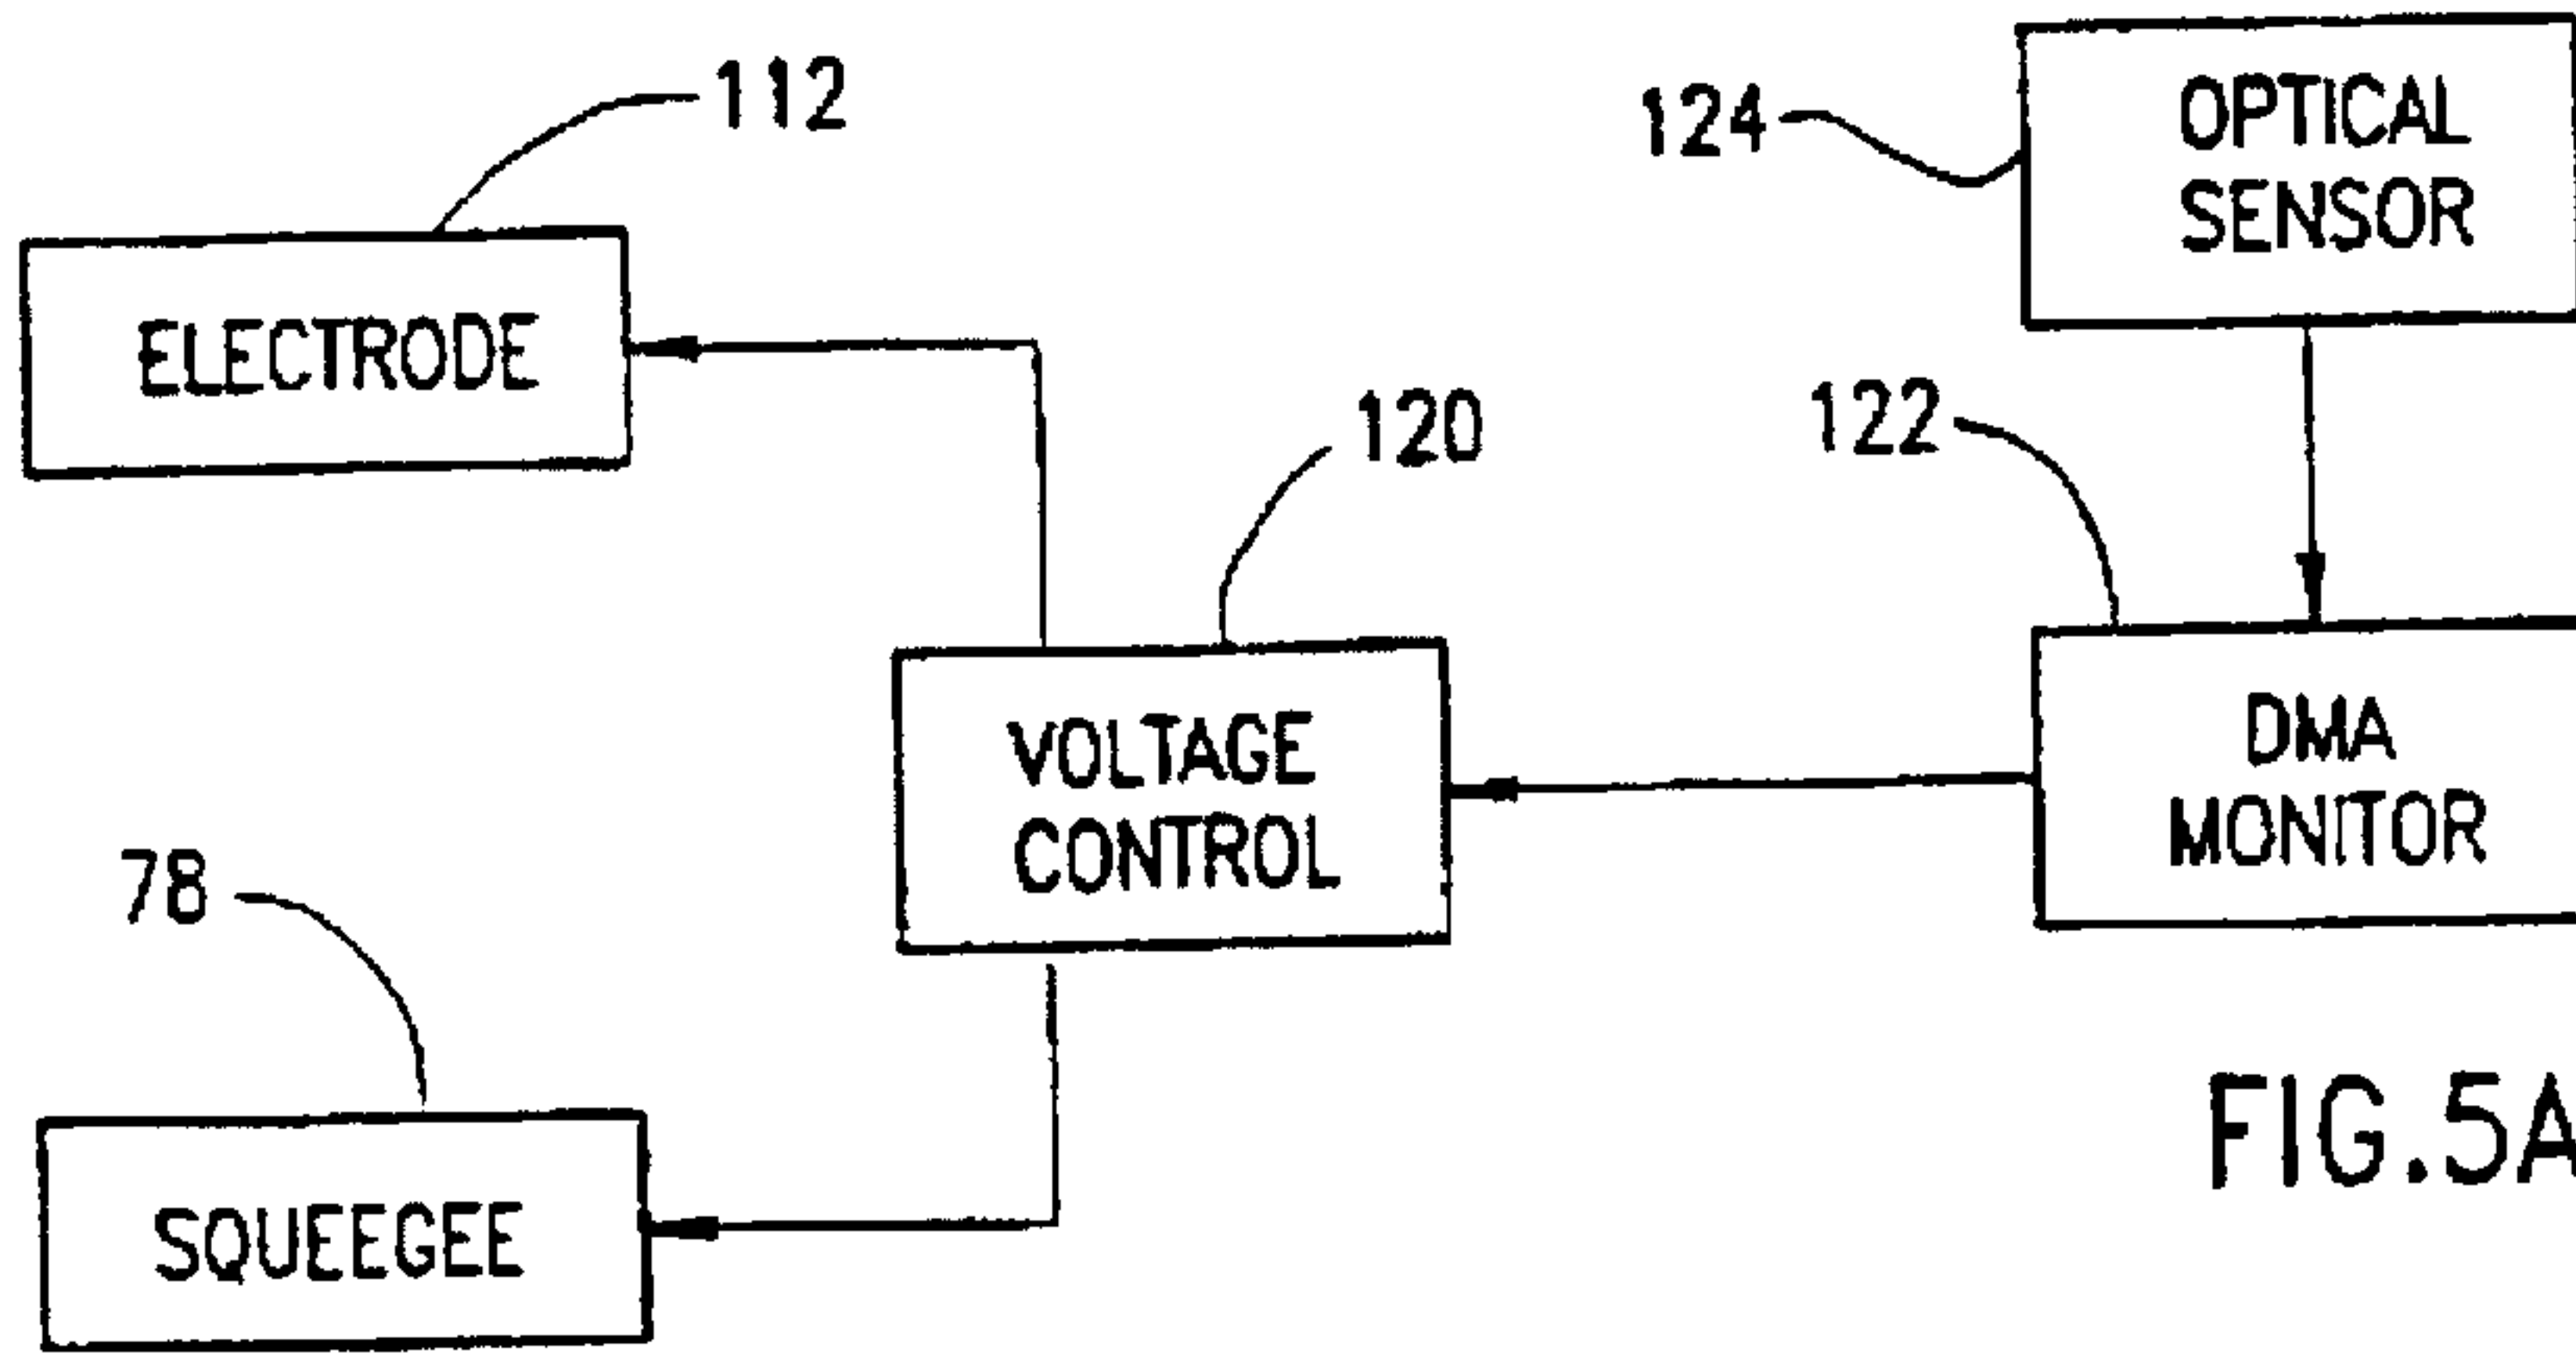 112
ELECTRODE
124
OPTICAL
SENSOR
120
122
VOLTAGE
CONTROL
DMA
MONITOR
78
SQUEEGEE
FIG.5A